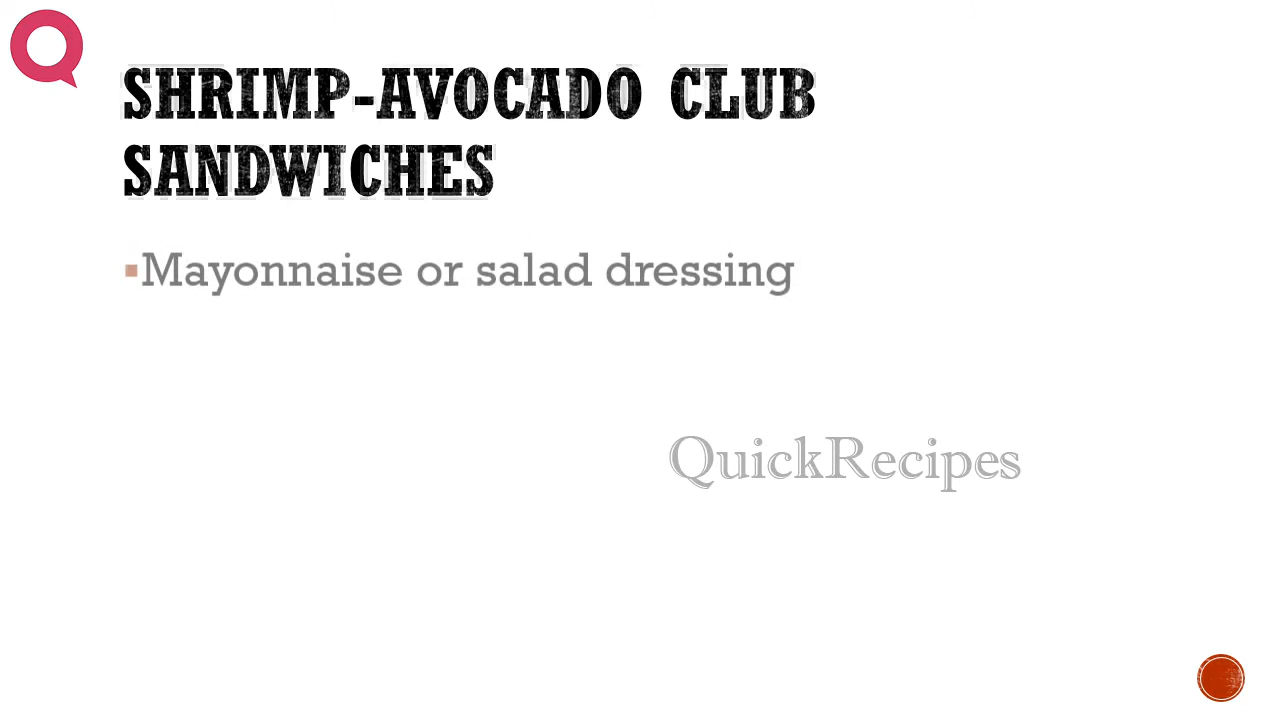 SHRIMP-AVOCADO CLUB
SANDWICHES
▪Mayonnaise or salad dressing
QuickRecipes